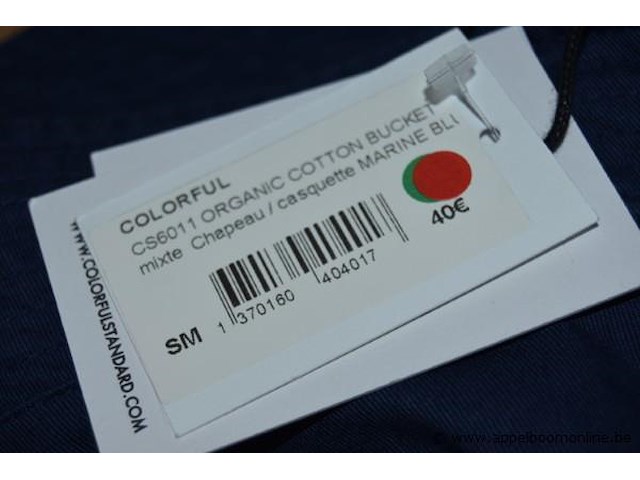 COLORFUL
CS6011 ORGANIC COTTON BUCKET
mixte Chapeau / casquette MARINE BLU
40€
SM
1 370160 404017
WWW.COLORFULSTANDARD.COM
www.appelboomonline.be